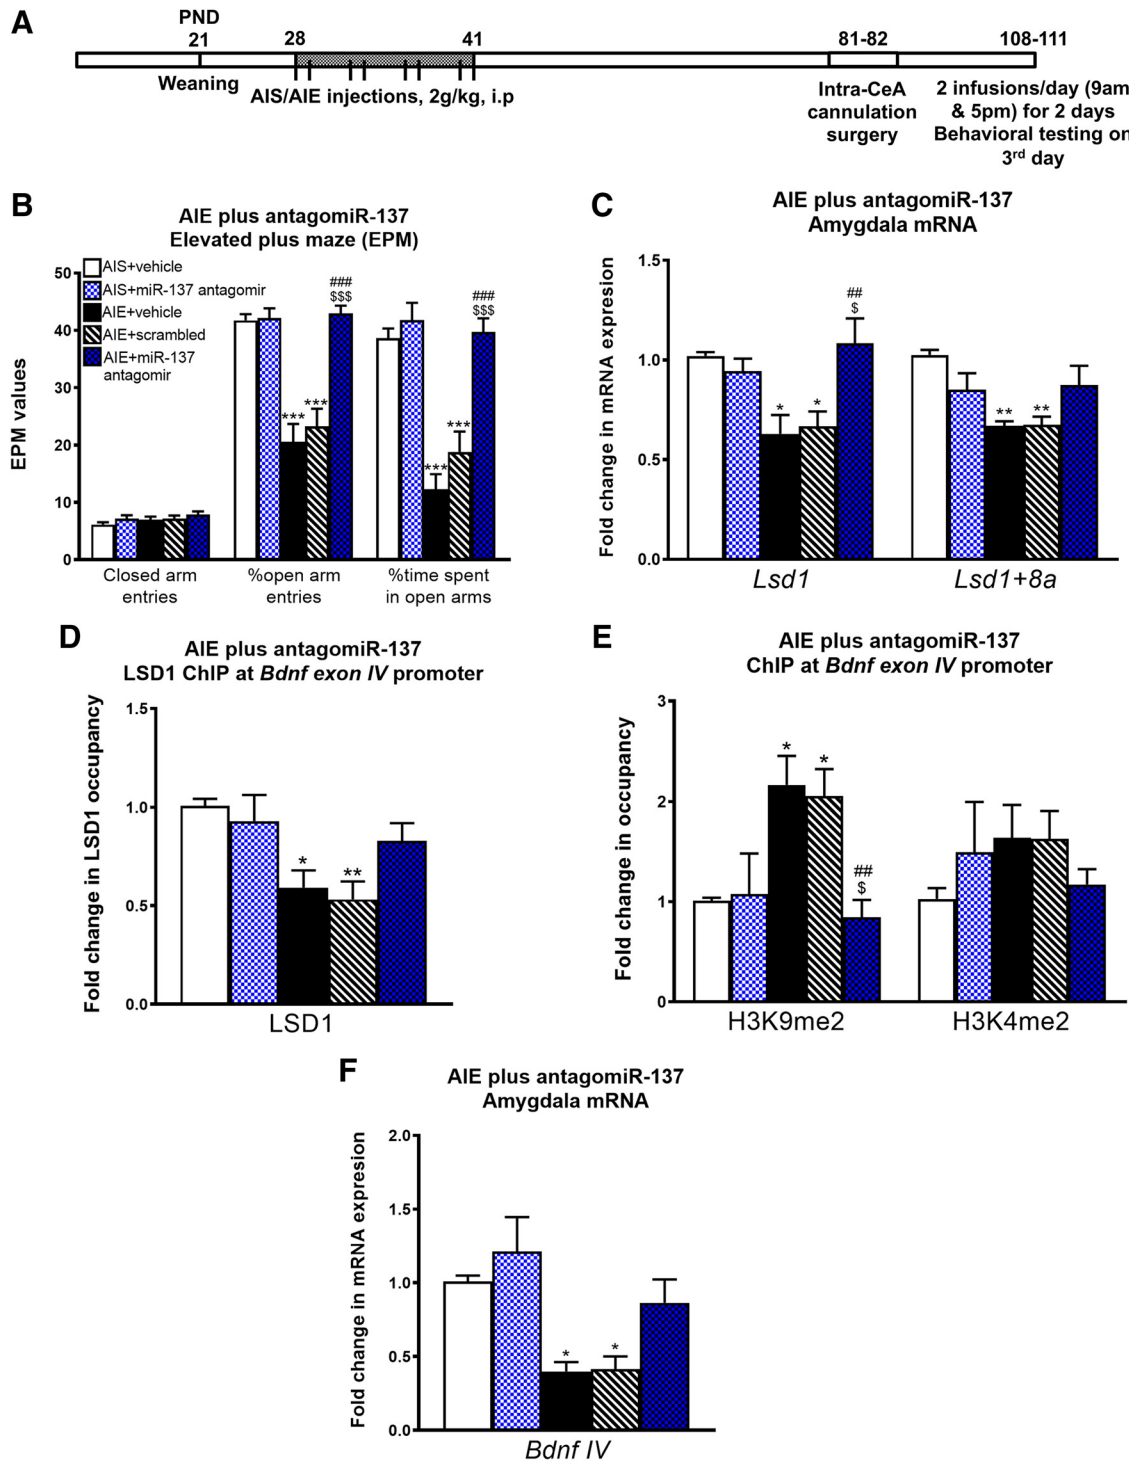 A
PND
21
28
41
81-82
108-111
Weaning
AIS/AIE injections, 2g/kg, i.p
Intra-CeA
cannulation
surgery
2 infusions/day (9am
& 5pm) for 2 days
Behavioral testing on
3rd day
B
AIE plus antagomiR-137
Elevated plus maze (EPM)
EPM values
50
40
30
20
10
0
AIS+vehicle
AIS+miR-137 antagomir
AIE+vehicle
AIE+scrambled
AIE+miR-137
antagomir
***
***
###
$$$
***
***
###
$$$
Closed arm
entries
%open arm
entries
%time spent
in open arms
C
AIE plus antagomiR-137
Amygdala mRNA
Fold change in mRNA expresion
1.5
1.0
0.5
0.0
*
*
##
$
**
**
Lsd1
Lsd1+8a
D
AIE plus antagomiR-137
LSD1 ChIP at Bdnf exon IV promoter
Fold change in LSD1 occupancy
1.5
1.0
0.5
0.0
*
**
LSD1
E
AIE plus antagomiR-137
ChIP at Bdnf exon IV promoter
Fold change in occupancy
3
2
1
0
*
*
##
$
H3K9me2
H3K4me2
F
AIE plus antagomiR-137
Amygdala mRNA
Fold change in mRNA expresion
2.0
1.5
1.0
0.5
0.0
*
*
Bdnf IV